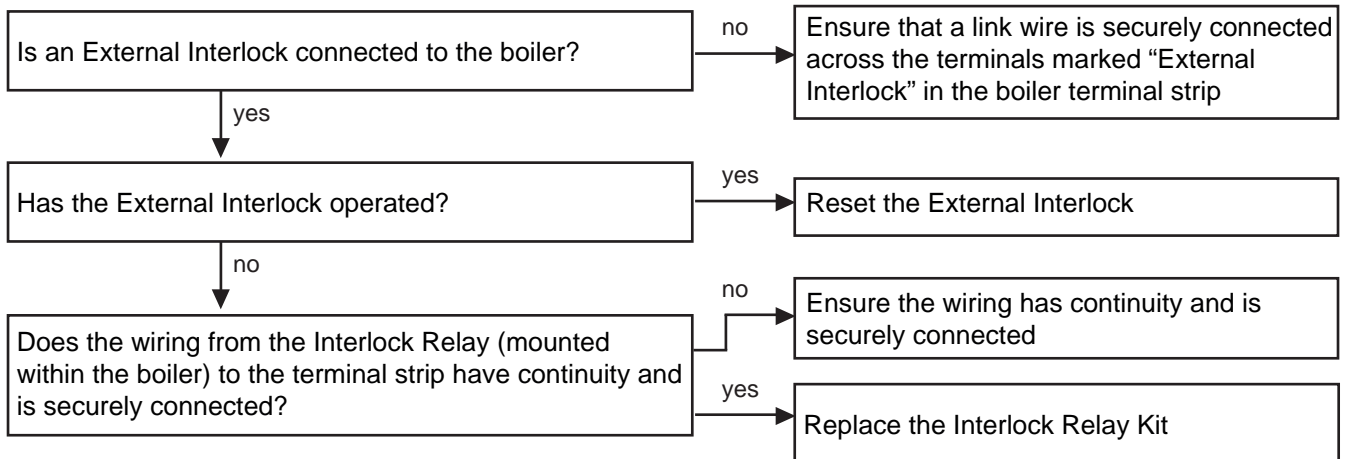 Is an External Interlock connected to the boiler?
no
Ensure that a link wire is securely connected
across the terminals marked “External
Interlock” in the boiler terminal strip
yes
Has the External Interlock operated?
yes
Reset the External Interlock
no
Does the wiring from the Interlock Relay (mounted
within the boiler) to the terminal strip have continuity and
is securely connected?
no
Ensure the wiring has continuity and is
securely connected
yes
Replace the Interlock Relay Kit